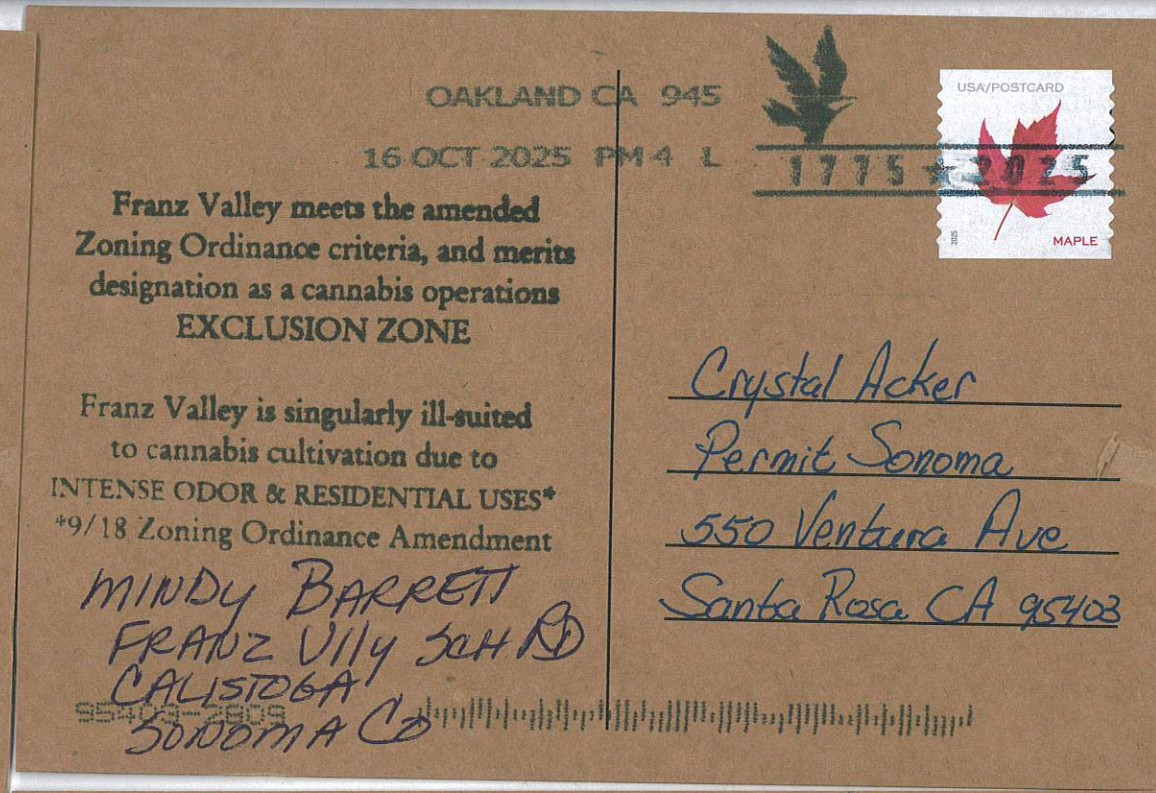 OAKLAND CA 945
16 OCT 2025 PM 4 L
1775 ★ 2025
USA/POSTCARD
2025
MAPLE
Franz Valley meets the amended
Zoning Ordinance criteria, and merits
designation as a cannabis operations
EXCLUSION ZONE
Franz Valley is singularly ill-suited
to cannabis cultivation due to
INTENSE ODOR & RESIDENTIAL USES*
*9/18 Zoning Ordinance Amendment
MINDY BARRETT
FRANZ Vlly SCH RD
CALISTOGA
SONOMA Co
95403-2809
Crystal Acker
Permit Sonoma
550 Ventura Ave
Santa Rosa CA 95403